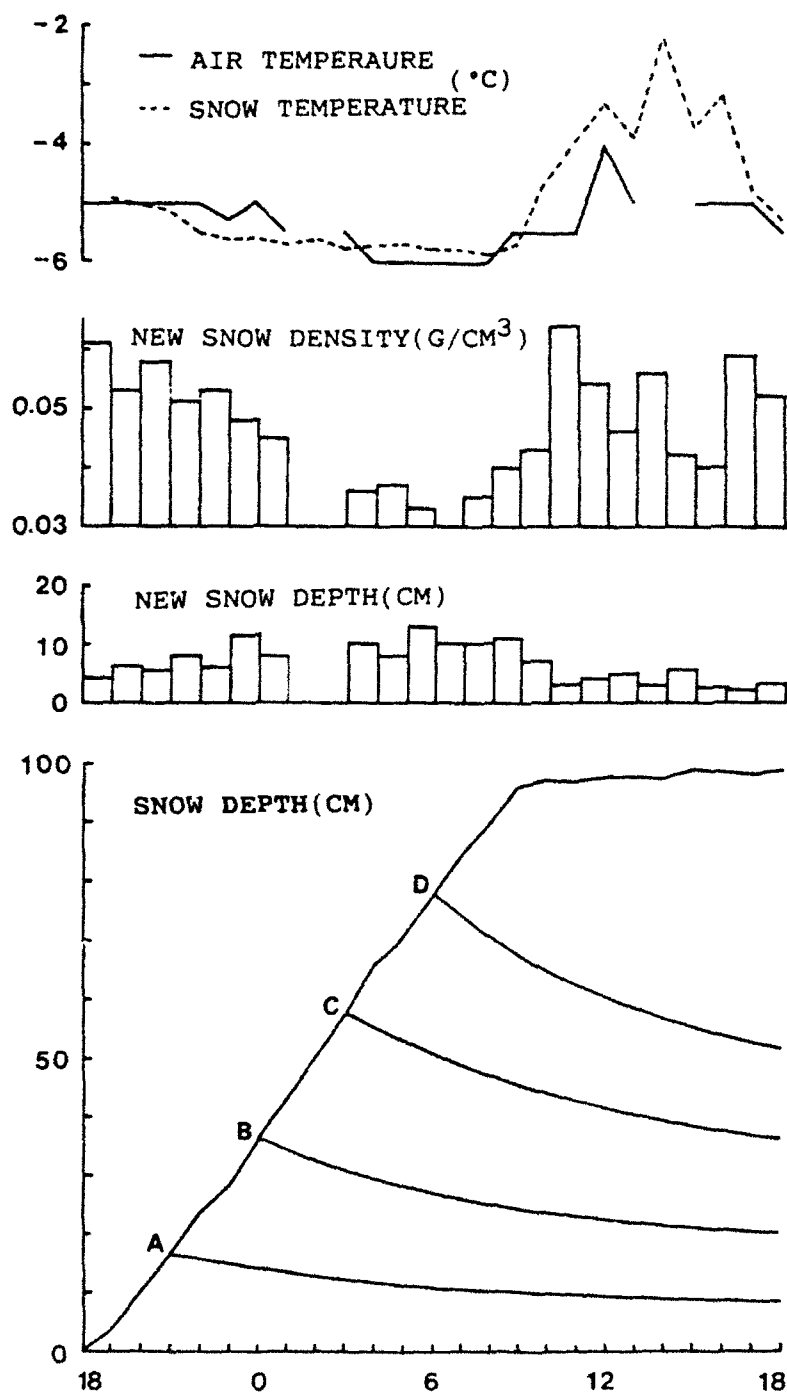 -2
AIR TEMPERAURE
(°C)
SNOW TEMPERATURE
-4
-6
NEW SNOW DENSITY(G/CM3)
0.05
0.03
20
NEW SNOW DEPTH(CM)
10
0
100
SNOW DEPTH(CM)
D
C
50
B
A
0
18 0 6 12 18